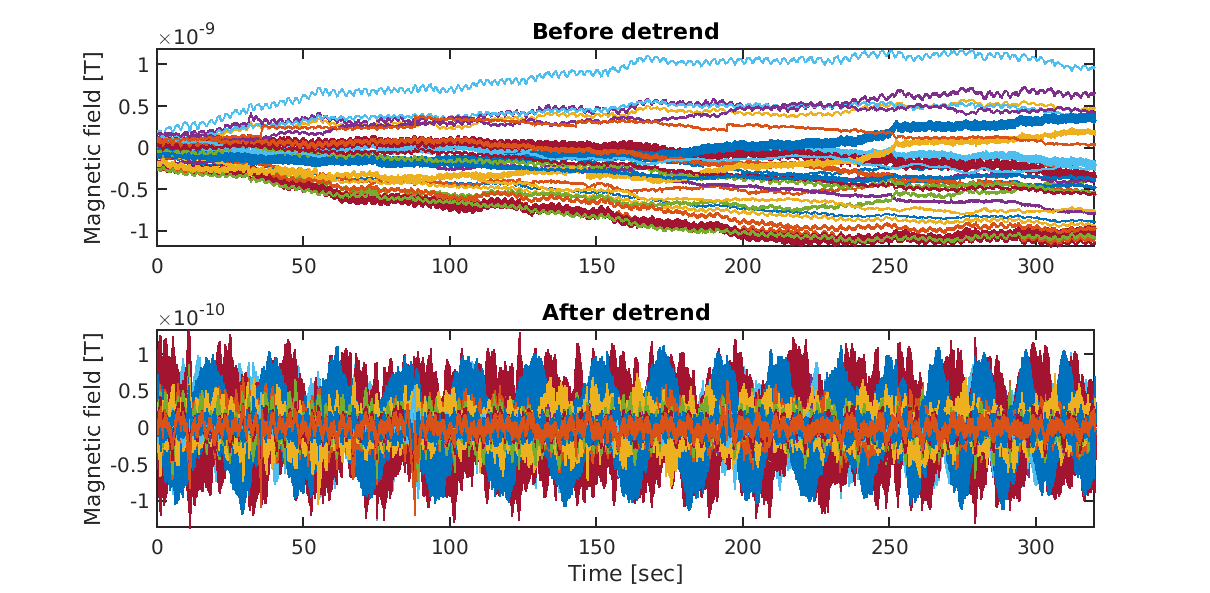 Before detrend
×10-9
Magnetic field [T]
1
0.5
0
-0.5
-1
0 50 100 150 200 250 300
After detrend
×10-10
Magnetic field [T]
1
0.5
0
-0.5
-1
0 50 100 150 200 250 300
Time [sec]